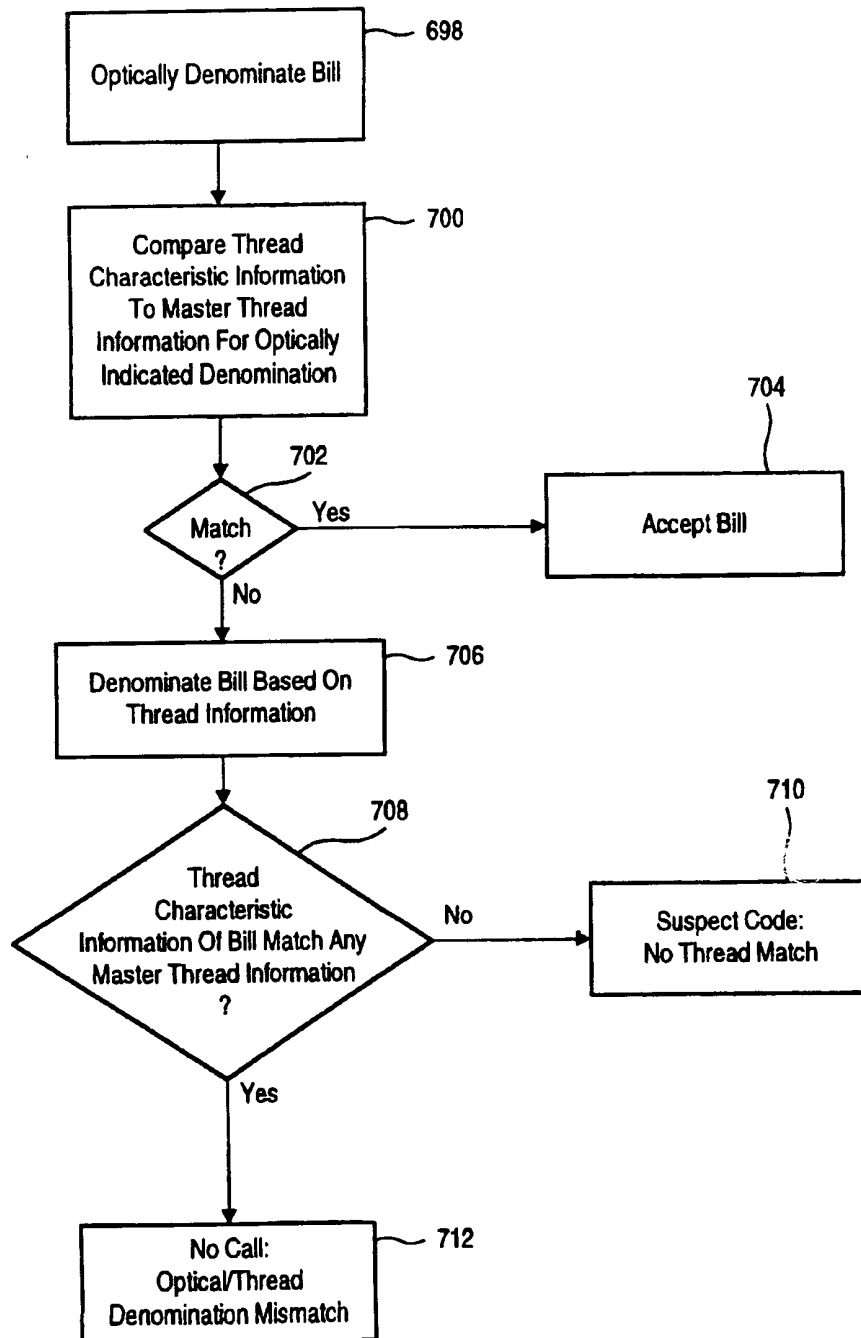 698
Optically Denominate Bill
700
Compare Thread
Characteristic Information
To Master Thread
Information For Optically
Indicated Denomination
704
702
Match
?
Yes
Accept Bill
No
706
Denominate Bill Based On
Thread Information
710
708
Thread
Characteristic
Information Of Bill Match Any
Master Thread Information
?
No
Suspect Code:
No Thread Match
Yes
712
No Call:
Optical/Thread
Denomination Mismatch